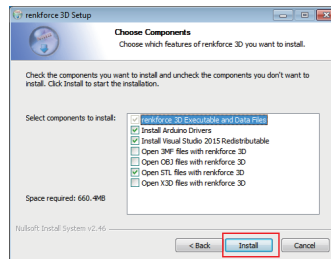 renkforce 3D Setup
Choose Components
Choose which features of renkforce 3D you want to install.
Check the components you want to install and uncheck the components you don't want to
install. Click Install to start the installation.
Select components to install:
renkforce 3D Executable and Data Files
Install Arduino Drivers
Install Visual Studio 2015 Redistributable
Open 3MF files with renkforce 3D
Open OBJ files with renkforce 3D
Open STL files with renkforce 3D
Open X3D files with renkforce 3D
Space required: 660.4MB
Nullsoft Install System v2.46
< Back
Install
Cancel